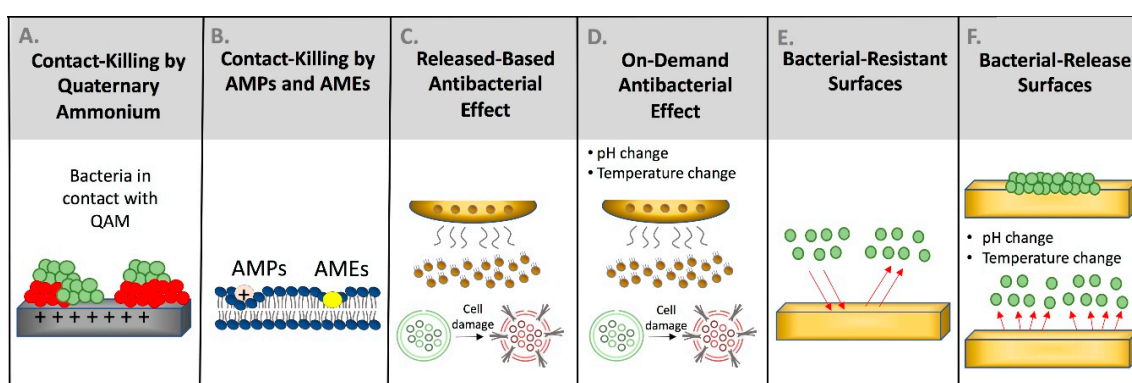 A.
Contact-Killing by
Quaternary
Ammonium
Bacteria in
contact with
QAM
+ + + + + + +
B.
Contact-Killing by
AMPs and AMEs
AMPs AMEs
+
C.
Released-Based
Antibacterial
Effect
Cell
damage
D.
On-Demand
Antibacterial
Effect
• pH change
• Temperature change
Cell
damage
E.
Bacterial-Resistant
Surfaces
F.
Bacterial-Release
Surfaces
• pH change
• Temperature change